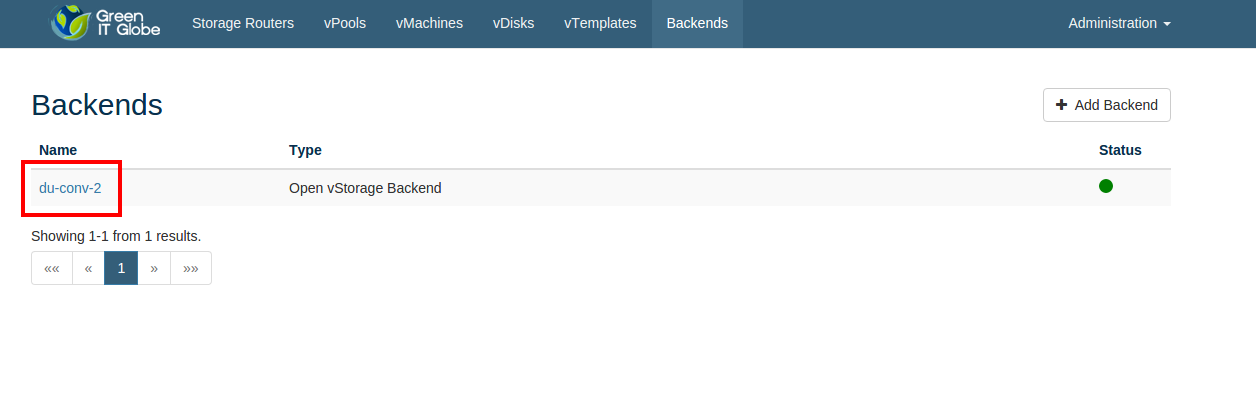 Green IT Globe Storage Routers vPools vMachines vDisks vTemplates Backends Administration
Backends
+ Add Backend
Name Type Status
du-conv-2 Open vStorage Backend
Showing 1-1 from 1 results.
«« « 1 » »»